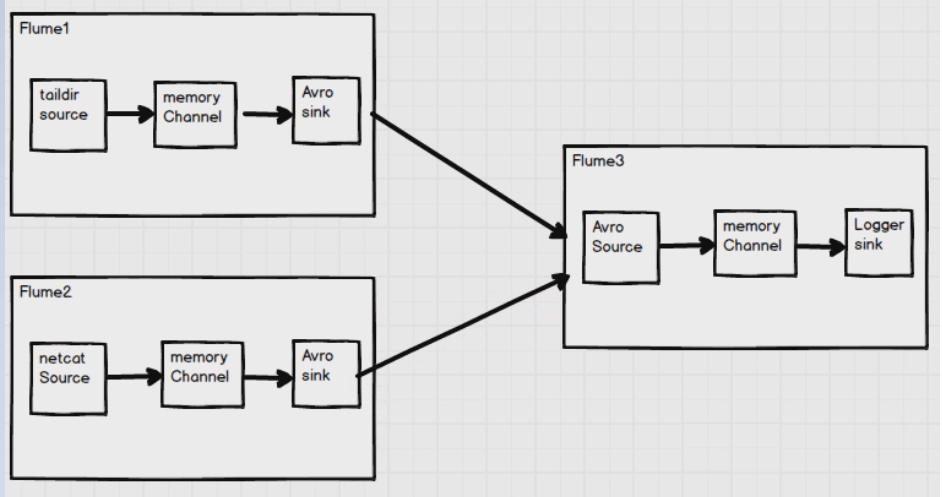 Flume1
taildir
source
memory
Channel
Avro
sink
Flume2
netcat
Source
memory
Channel
Avro
sink
Flume3
Avro
Source
memory
Channel
Logger
sink